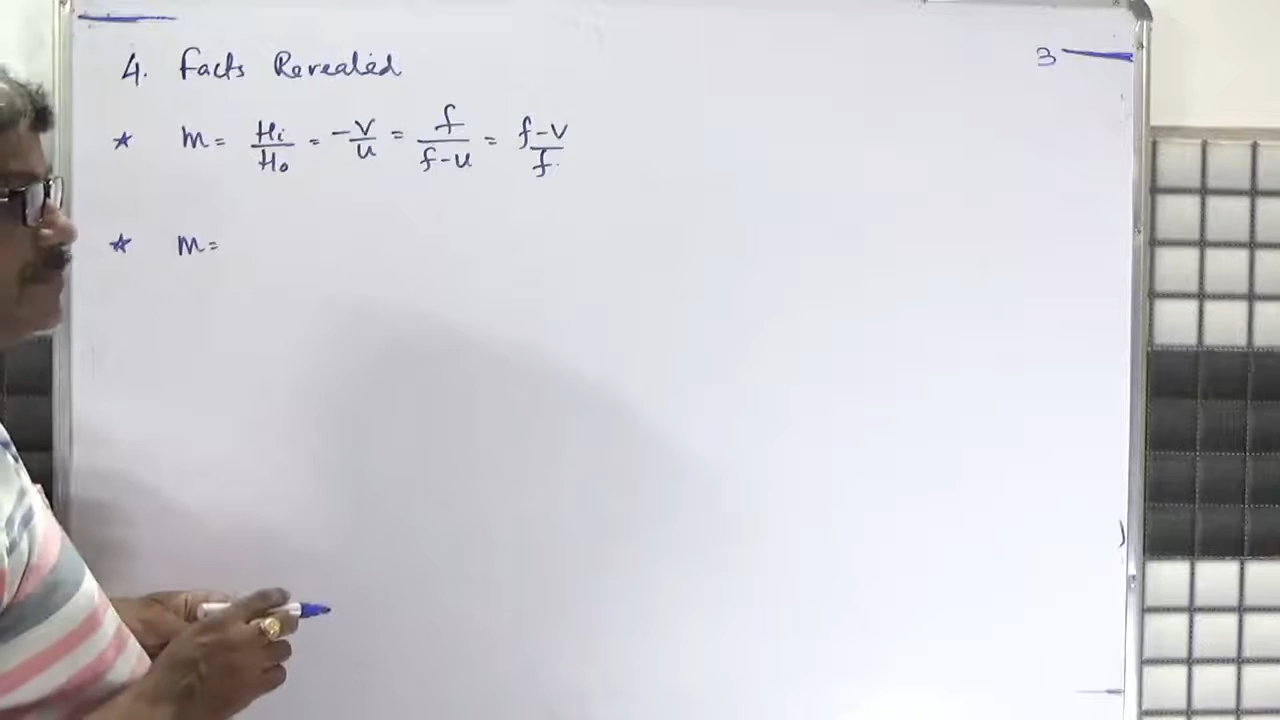 3
4. Facts Revealed
★ m = Hi/Ho = -v/u = f/f-u = f-v/f.
★ m =